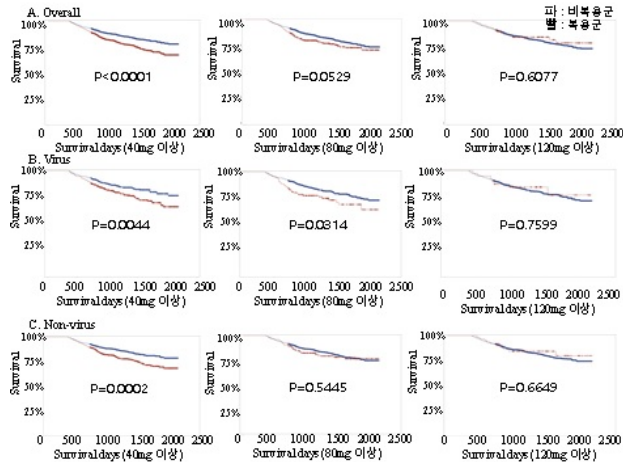 A. Overall
파 : 비복용군
빨 : 복용군
Survival
100%
75%
50%
25%
P<0.0001
0 500 1000 1500 2000 2500
Survival days (40mg 이상)
Survival
100%
75%
50%
25%
P=0.0529
0 500 1000 1500 2000 2500
Survival days (80mg 이상)
Survival
100%
75%
50%
25%
P=0.6077
0 500 1000 1500 2000 2500
Survival days (120mg 이상)
B. Virus
Survival
100%
75%
50%
25%
P=0.0044
0 500 1000 1500 2000 2500
Survival days (40mg 이상)
Survival
100%
75%
50%
25%
P=0.0314
0 500 1000 1500 2000 2500
Survival days (80mg 이상)
Survival
100%
75%
50%
25%
P=0.7599
0 500 1000 1500 2000 2500
Survival days (120mg 이상)
C. Non-virus
Survival
100%
75%
50%
25%
P=0.0002
0 500 1000 1500 2000 2500
Survival days (40mg 이상)
Survival
100%
75%
50%
25%
P=0.5445
0 500 1000 1500 2000 2500
Survival days (80mg 이상)
Survival
100%
75%
50%
25%
P=0.6649
0 500 1000 1500 2000 2500
Survival days (120mg 이상)